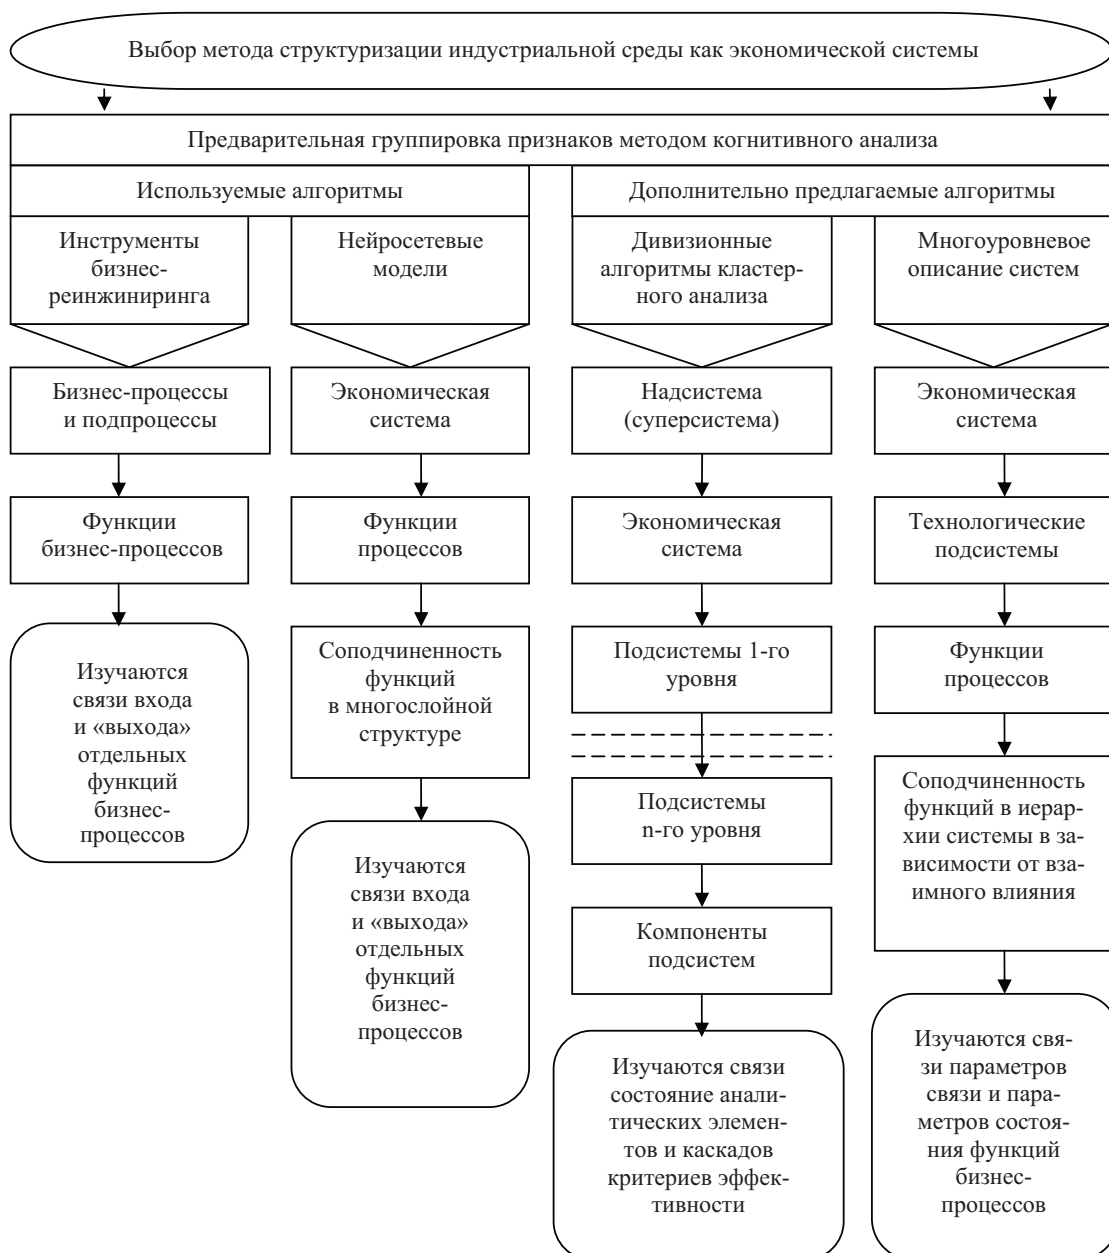 Выбор метода структуризации индустриальной среды как экономической системы
Предварительная группировка признаков методом когнитивного анализа
Используемые алгоритмы
Дополнительно предлагаемые алгоритмы
Инструменты
бизнес-
реинжиниринга
Нейросетевые
модели
Дивизионные
алгоритмы кластер-
ного анализа
Многоуровневое
описание систем
Бизнес-процессы
и подпроцессы
Экономическая
система
Надсистема
(суперсистема)
Экономическая
система
Функции
бизнес-процессов
Функции
процессов
Экономическая
система
Технологические
подсистемы
Изучаются
связи входа
и «выхода»
отдельных
функций
бизнес-
процессов
Соподчиненность
функций
в многослойной
структуре
Подсистемы 1-го
уровня
Функции
процессов
Изучаются
связи входа
и «выхода»
отдельных
функций
бизнес-
процессов
Подсистемы
n-го уровня
Соподчиненность
функций в иерар-
хии системы в за-
висимости от вза-
имного влияния
Компоненты
подсистем
Изучаются связи
состояние анали-
тических элемен-
тов и каскадов
критериев эффек-
тивности
Изучаются свя-
зи параметров
связи и пара-
метров состоя-
ния функций
бизнес-
процессов